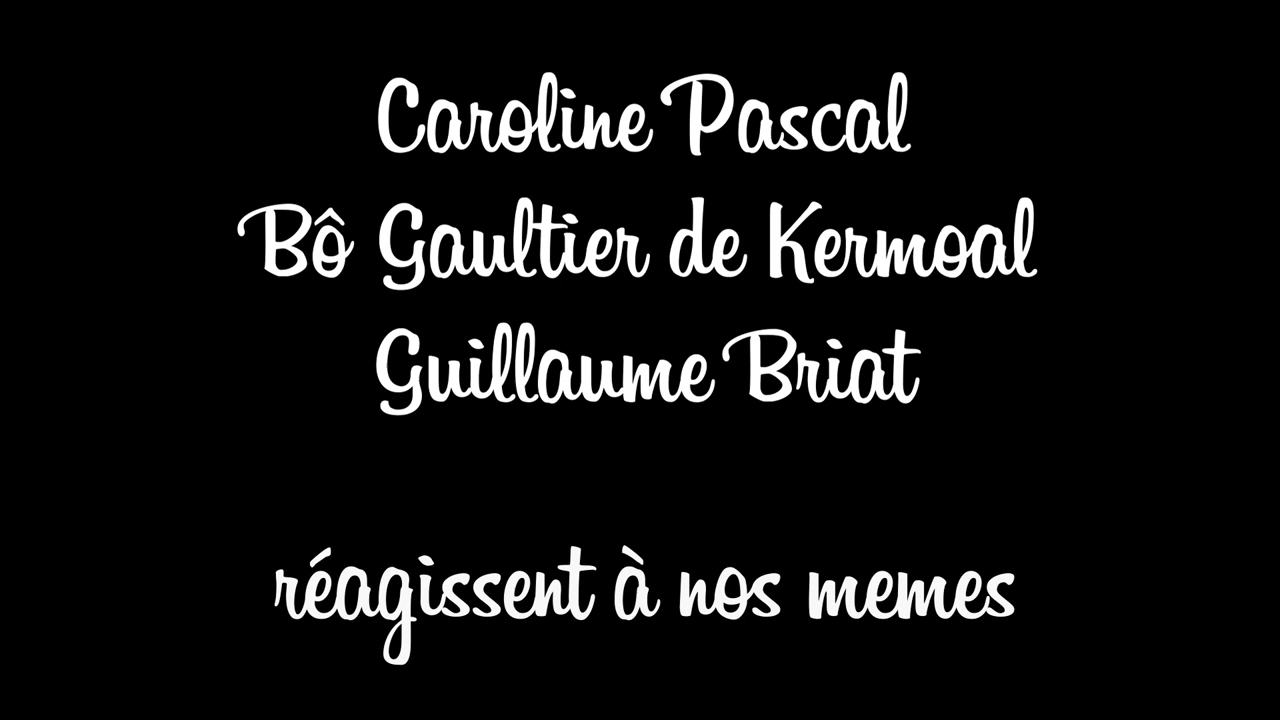 Caroline Pascal
Bô Gaultier de Kermoal
Guillaume Briat
réagissent à nos memes